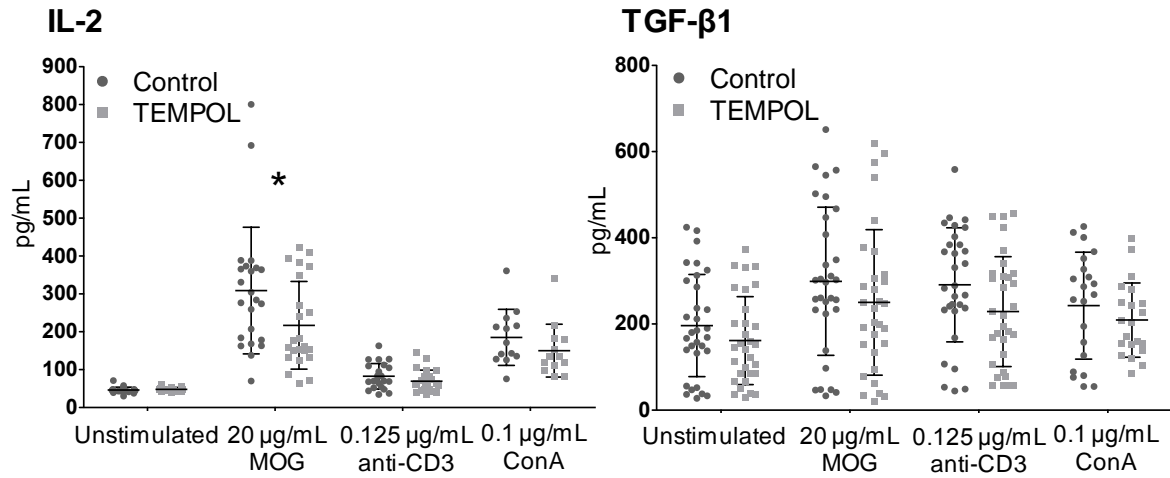 IL-2
900
800
700
600
500
400
300
200
100
0
pg/mL
Control
TEMPOL
*
Unstimulated
20 µg/mL
MOG
0.125 µg/mL
anti-CD3
0.1 µg/mL
ConA
TGF-β1
800
600
400
200
0
pg/mL
Control
TEMPOL
Unstimulated
20 µg/mL
MOG
0.125 µg/mL
anti-CD3
0.1 µg/mL
ConA